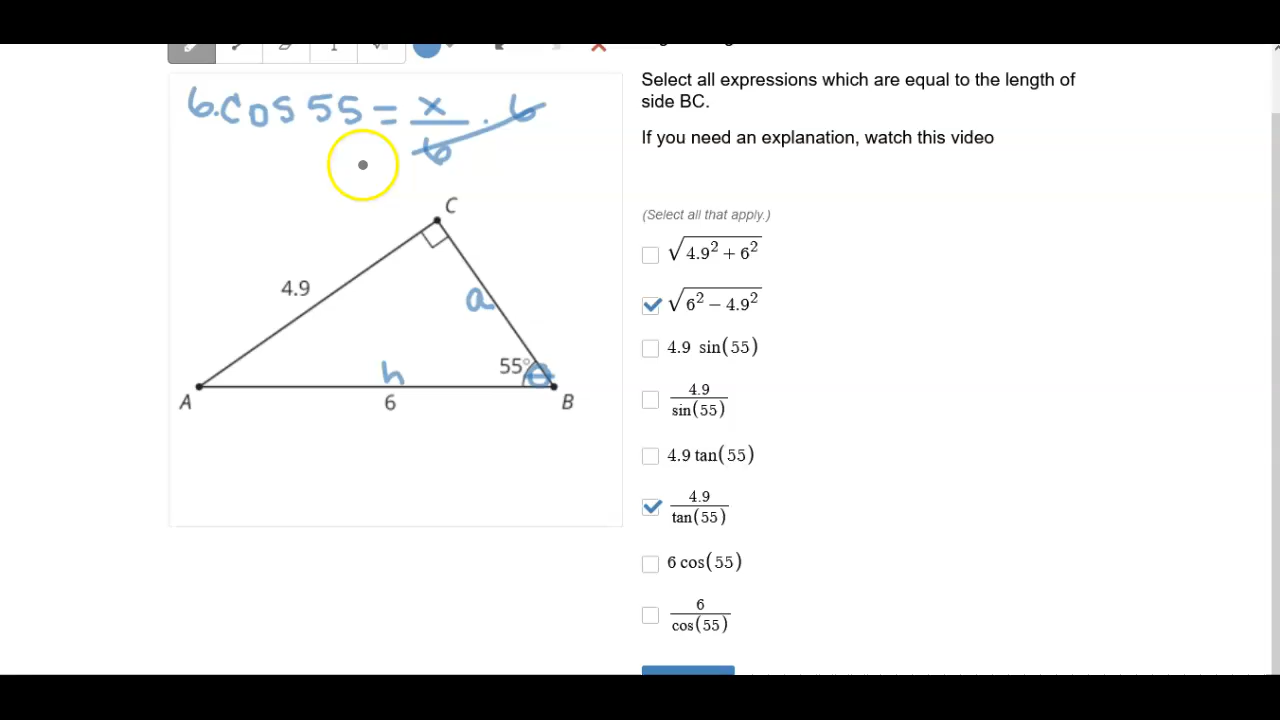 6.cos 55 = x/6 . 6
Select all expressions which are equal to the length of
side BC.
If you need an explanation, watch this video
(Select all that apply.)
√(4.9² + 6²)
√(6² − 4.9²)
4.9 sin(55)
4.9/sin(55)
4.9 tan(55)
4.9/tan(55)
6 cos(55)
6/cos(55)
C
4.9
a
55°
θ
h
A
6
B